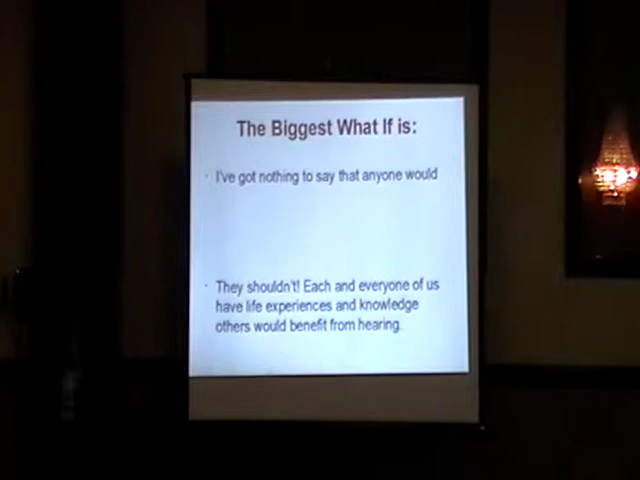 The Biggest What If is:
· I've got nothing to say that anyone would
· They shouldn't! Each and everyone of us
have life experiences and knowledge
others would benefit from hearing.